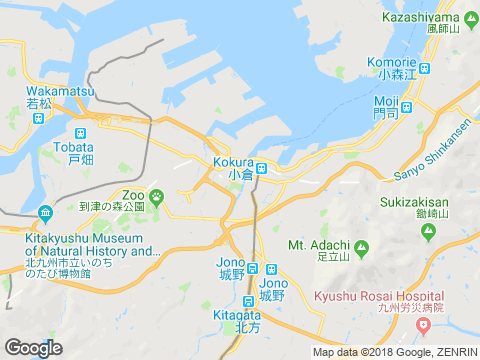 Kazashiyama
風師山
Komorie
小森江
Wakamatsu
若松
Moji
門司
Tobata
戸畑
Sanyo Shinkansen
Kokura
小倉
Zoo
到津の森公園
Sukizakisan
鋤崎山
Kitakyushu Museum
of Natural History and...
北九州市立いのち
のたび博物館
Mt. Adachi
足立山
Jono
城野
Jono
城野
Kyushu Rosai Hospital
九州労災病院
Kitagata
北方
Google
Map data ©2018 Google, ZENRIN